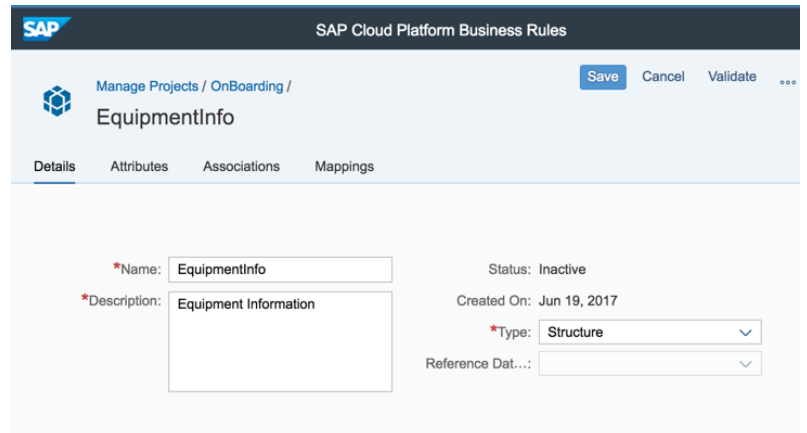 SAP SAP Cloud Platform Business Rules
Manage Projects / OnBoarding / Save Cancel Validate ...
EquipmentInfo
Details Attributes Associations Mappings
*Name: EquipmentInfo Status: Inactive
*Description: Equipment Information Created On: Jun 19, 2017
*Type: Structure
Reference Dat...: